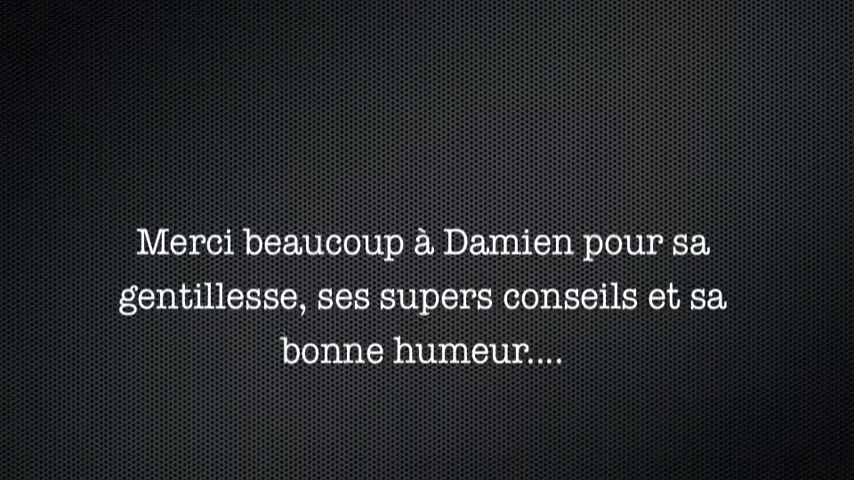 Merci beaucoup à Damien pour sa
gentillesse, ses supers conseils et sa
bonne humeur....